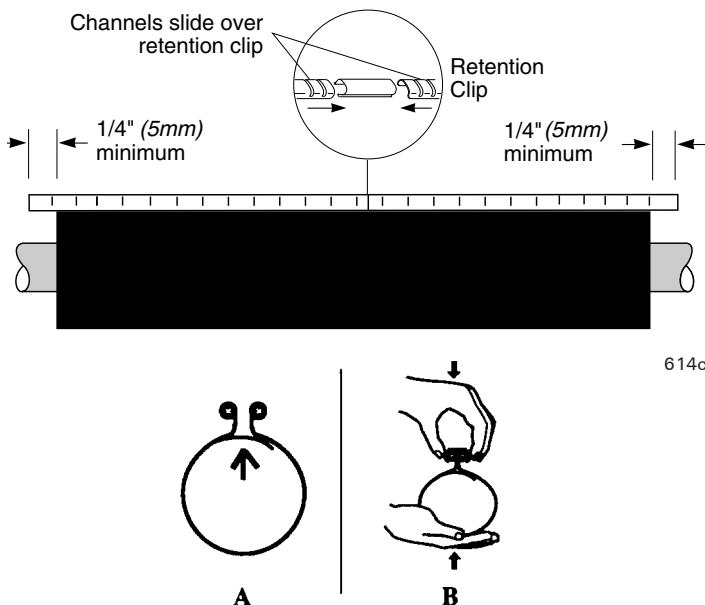 Channels slide over
retention clip
Retention
Clip
1/4" (5mm)
minimum
1/4" (5mm)
minimum
614c
A
B